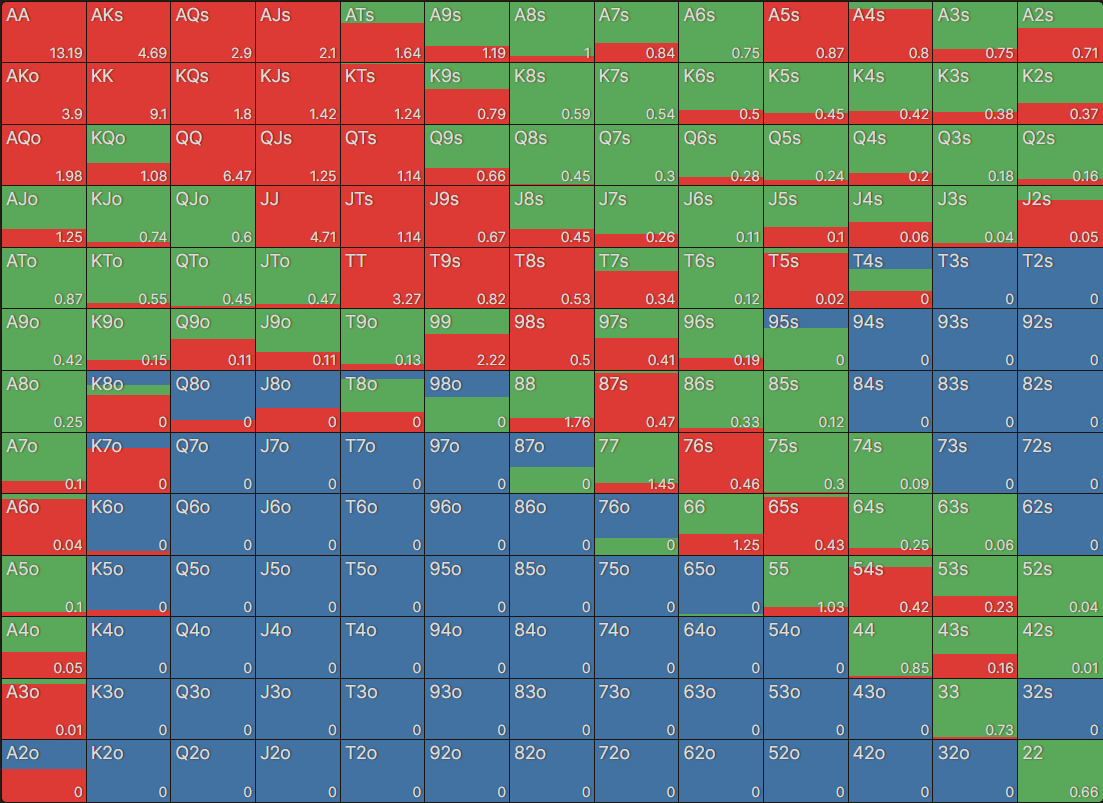 AA AKs AQs AJs ATs A9s A8s A7s A6s A5s A4s A3s A2s
13.19 4.69 2.9 2.1 1.64 1.19 1 0.84 0.75 0.87 0.8 0.75 0.71
AKo KK KQs KJs KTs K9s K8s K7s K6s K5s K4s K3s K2s
3.9 9.1 1.8 1.42 1.24 0.79 0.59 0.54 0.5 0.45 0.42 0.38 0.37
AQo KQo QQ QJs QTs Q9s Q8s Q7s Q6s Q5s Q4s Q3s Q2s
1.98 1.08 6.47 1.25 1.14 0.66 0.45 0.3 0.28 0.24 0.2 0.18 0.16
AJo KJo QJo JJ JTs J9s J8s J7s J6s J5s J4s J3s J2s
1.25 0.74 0.6 4.71 1.14 0.67 0.45 0.26 0.11 0.1 0.06 0.04 0.05
ATo KTo QTo JTo TT T9s T8s T7s T6s T5s T4s T3s T2s
0.87 0.55 0.45 0.47 3.27 0.82 0.53 0.34 0.12 0.02 0 0 0
A9o K9o Q9o J9o T9o 99 98s 97s 96s 95s 94s 93s 92s
0.42 0.15 0.11 0.11 0.13 2.22 0.5 0.41 0.19 0 0 0 0
A8o K8o Q8o J8o T8o 98o 88 87s 86s 85s 84s 83s 82s
0.25 0 0 0 0 0 1.76 0.47 0.33 0.12 0 0 0
A7o K7o Q7o J7o T7o 97o 87o 77 76s 75s 74s 73s 72s
0.1 0 0 0 0 0 0 1.45 0.46 0.3 0.09 0 0
A6o K6o Q6o J6o T6o 96o 86o 76o 66 65s 64s 63s 62s
0.04 0 0 0 0 0 0 0 1.25 0.43 0.25 0.06 0
A5o K5o Q5o J5o T5o 95o 85o 75o 65o 55 54s 53s 52s
0.1 0 0 0 0 0 0 0 0 1.03 0.42 0.23 0.04
A4o K4o Q4o J4o T4o 94o 84o 74o 64o 54o 44 43s 42s
0.05 0 0 0 0 0 0 0 0 0 0.85 0.16 0.01
A3o K3o Q3o J3o T3o 93o 83o 73o 63o 53o 43o 33 32s
0.01 0 0 0 0 0 0 0 0 0 0 0.73 0
A2o K2o Q2o J2o T2o 92o 82o 72o 62o 52o 42o 32o 22
0 0 0 0 0 0 0 0 0 0 0 0 0.66